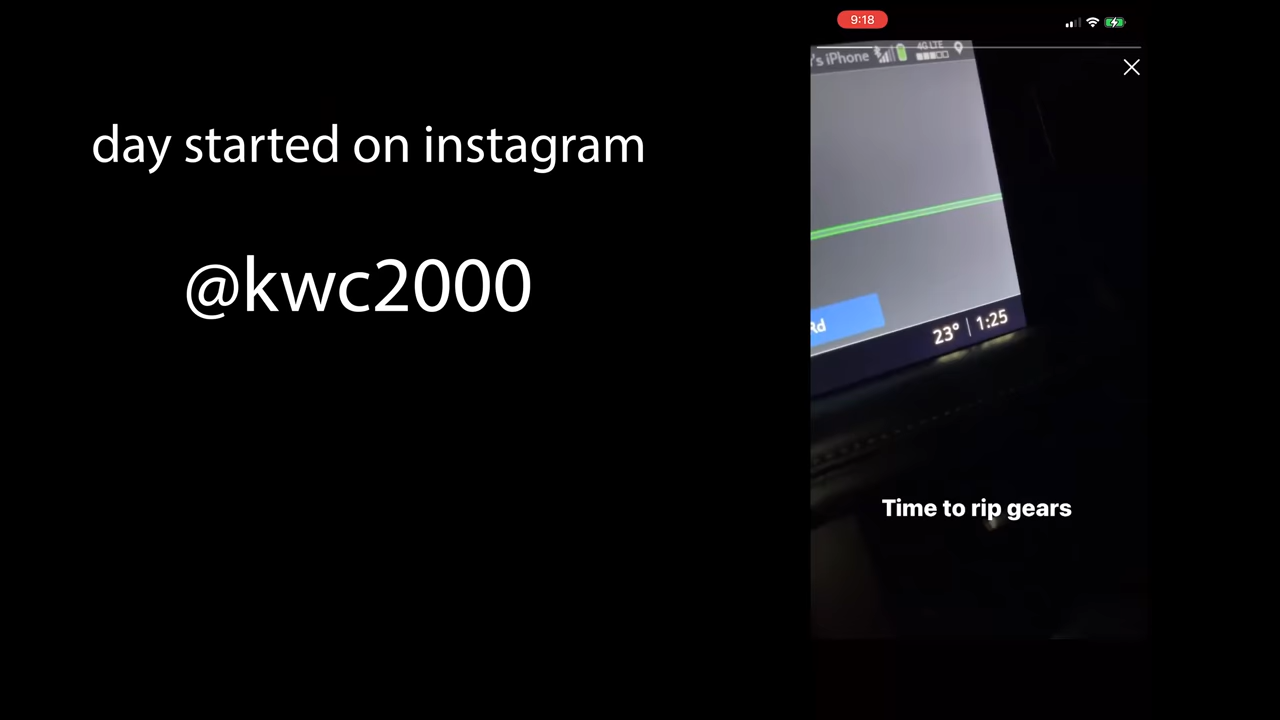 day started on instagram
@kwc2000
9:18
's iPhone
4G LTE
Rd
23° | 1:25
Time to rip gears